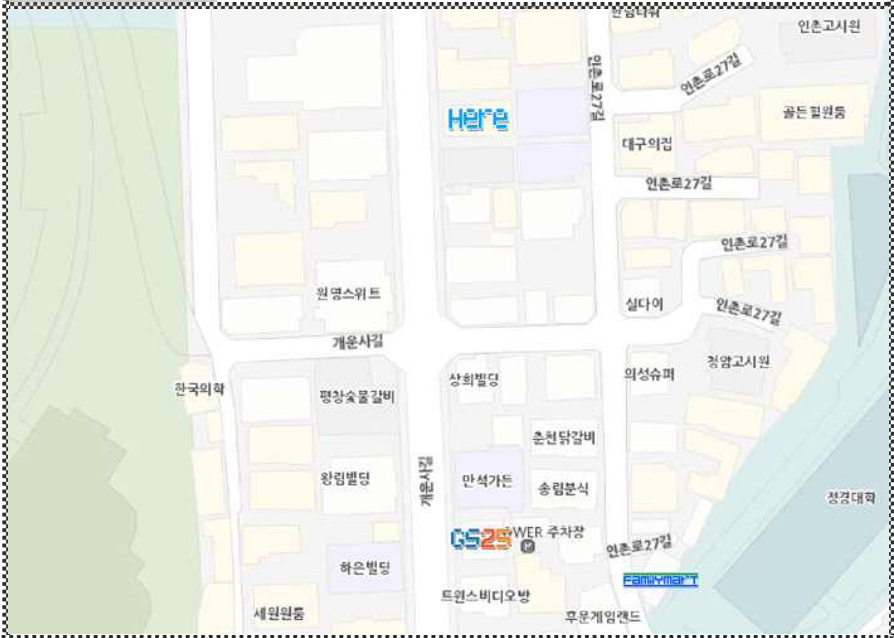 인촌고시원
인촌로27길
인촌로27길
골든힐원룸
Here
대구의집
인촌로27길
인촌로27길
원명스위트
실다이
인촌로27길
개운사길
한국의학
평창숯불갈비
상희빌딩
의성슈퍼
청암고시원
춘천닭갈비
왕림빌딩
개운사길
만석가든
송림분식
정경대학
GS25
WER 주차장
P
인촌로27길
하은빌딩
FamilyMart
트윈스비디오방
세원원룸
후문게임랜드